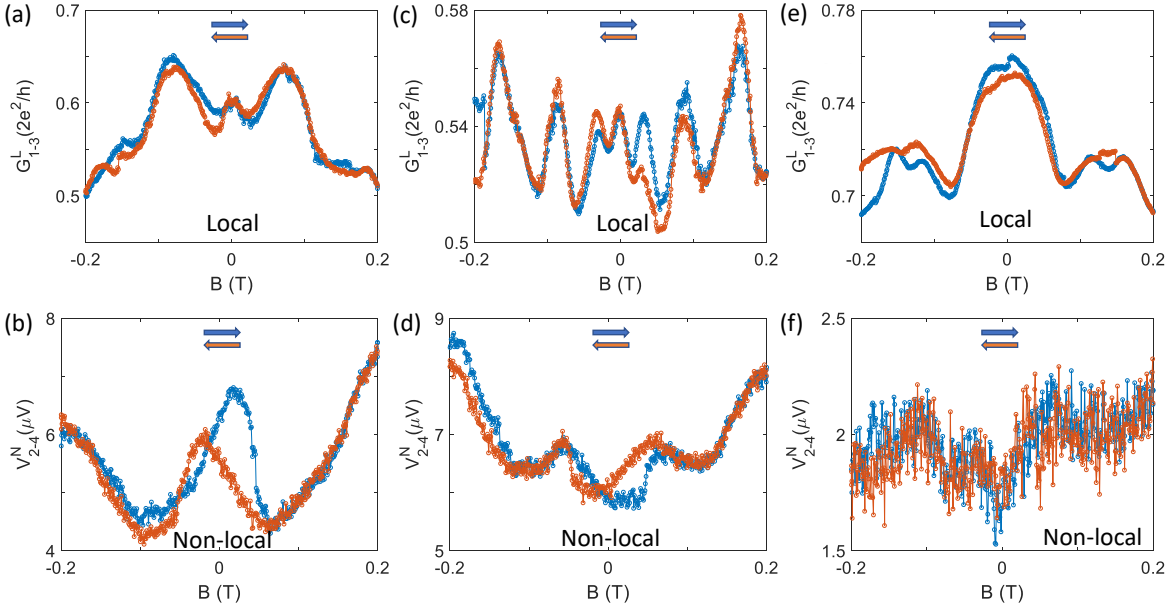 (a)
0.7
0.6
0.5
G^L_{1-3}(2e^2/h)
Local
-0.2
0
0.2
B (T)
(c)
0.58
0.54
0.5
G^L_{1-3}(2e^2/h)
Local
-0.2
0
0.2
B (T)
(e)
0.78
0.74
0.7
G^L_{1-3}(2e^2/h)
Local
-0.2
0
0.2
B (T)
(b)
8
6
4
V^N_{2-4}(μV)
Non-local
-0.2
0
0.2
B (T)
(d)
9
7
5
V^N_{2-4}(μV)
Non-local
-0.2
0
0.2
B (T)
(f)
2.5
2
1.5
V^N_{2-4}(μV)
Non-local
-0.2
0
0.2
B (T)